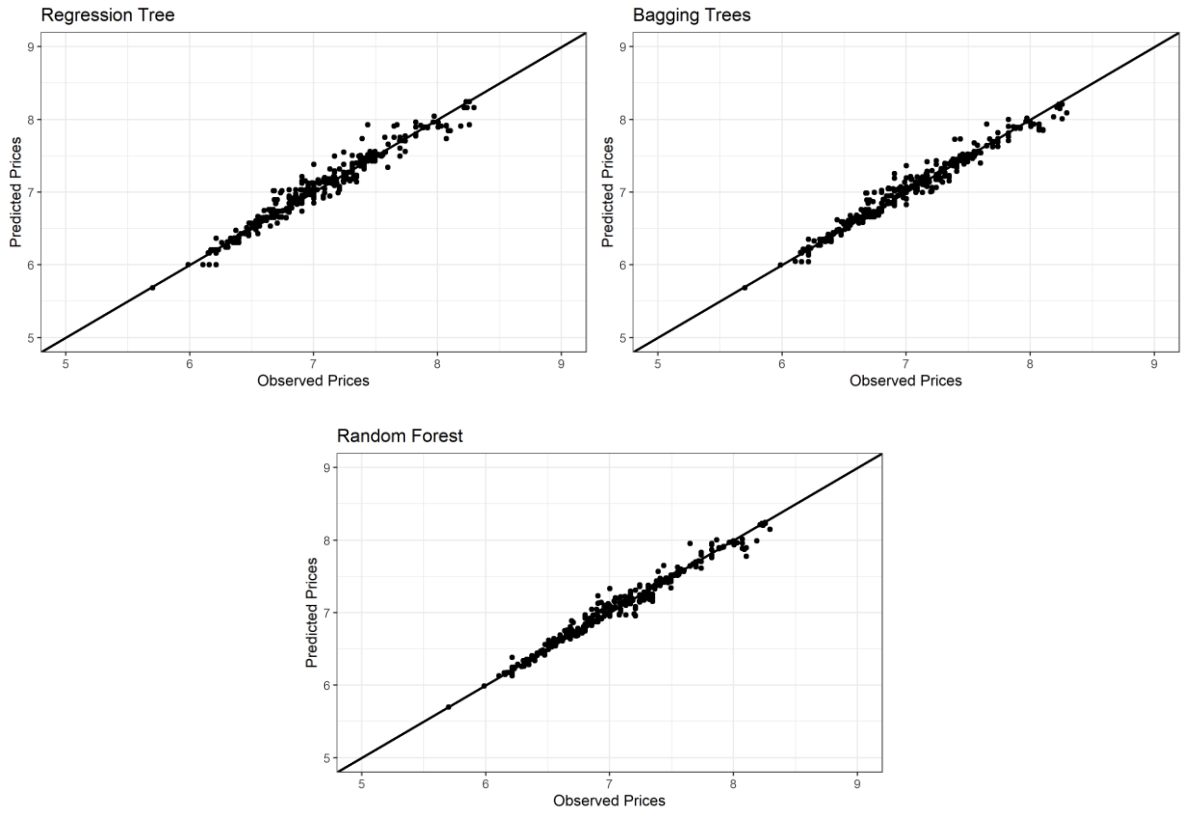 Regression Tree
Bagging Trees
9
8
7
6
5
Predicted Prices
5 6 7 8 9
Observed Prices
9
8
7
6
5
Predicted Prices
5 6 7 8 9
Observed Prices
Random Forest
9
8
7
6
5
Predicted Prices
5 6 7 8 9
Observed Prices